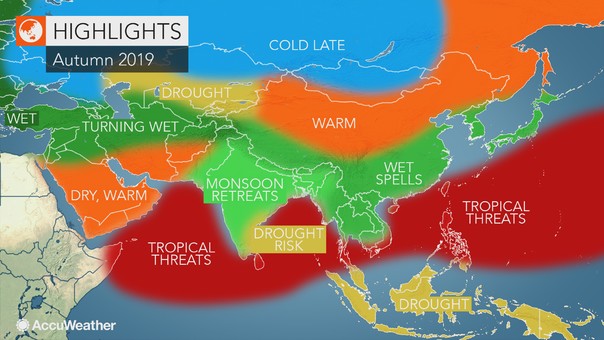 HIGHLIGHTS
Autumn 2019
COLD LATE
DROUGHT
WET
TURNING WET
WARM
WET
SPELLS
DRY, WARM
MONSOON
RETREATS
TROPICAL
THREATS
DROUGHT
RISK
TROPICAL
THREATS
DROUGHT
AccuWeather